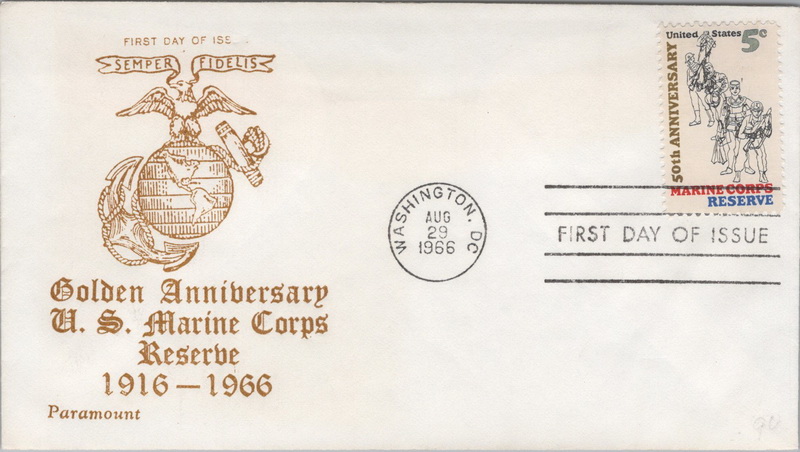 FIRST DAY OF ISS
SEMPER FIDELIS
Golden Anniversary
U. S. Marine Corps
Reserve
1916 — 1966
Paramount
WASHINGTON, DC
AUG
29
1966
United States 5c
50th ANNIVERSARY
MARINE CORPS
RESERVE
FIRST DAY OF ISSUE